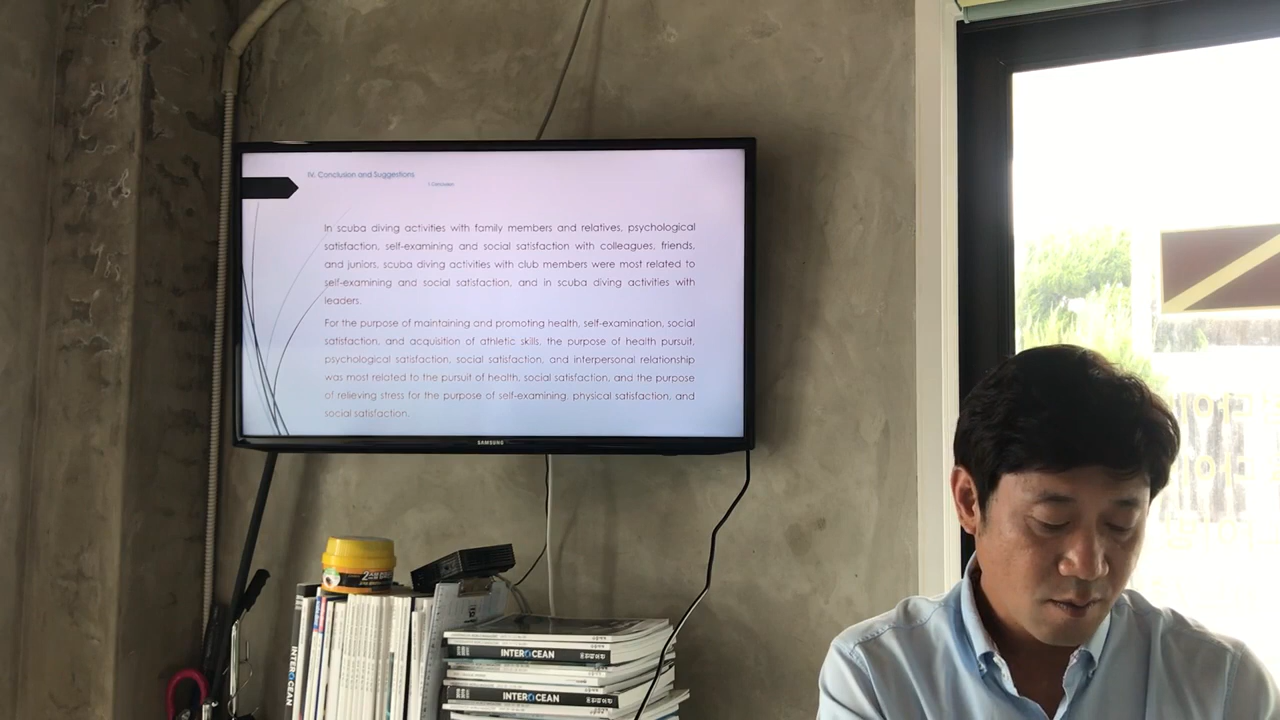 IV. Conclusion and Suggestions
1.Conclusion
In scuba diving activities with family members and relatives, psychological
satisfaction, self-examining and social satisfaction with colleagues, friends,
and juniors, scuba diving activities with club members were most related to
self-examining and social satisfaction, and in scuba diving activities with
leaders.
For the purpose of maintaining and promoting health, self-examination, social
satisfaction, and acquisition of athletic skills, the purpose of health pursuit,
psychological satisfaction, social satisfaction, and interpersonal relationship
was most related to the pursuit of health, social satisfaction, and the purpose
of relieving stress for the purpose of self-examining, physical satisfaction, and
social satisfaction.
SAMSUNG
INTEROCEAN
INTEROCEAN
INTEROCEAN